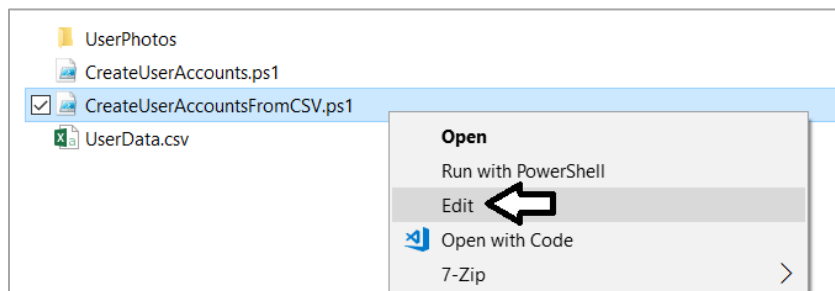 UserPhotos
CreateUserAccounts.ps1
CreateUserAccountsFromCSV.ps1
UserData.csv
Open
Run with PowerShell
Edit
Open with Code
7-Zip